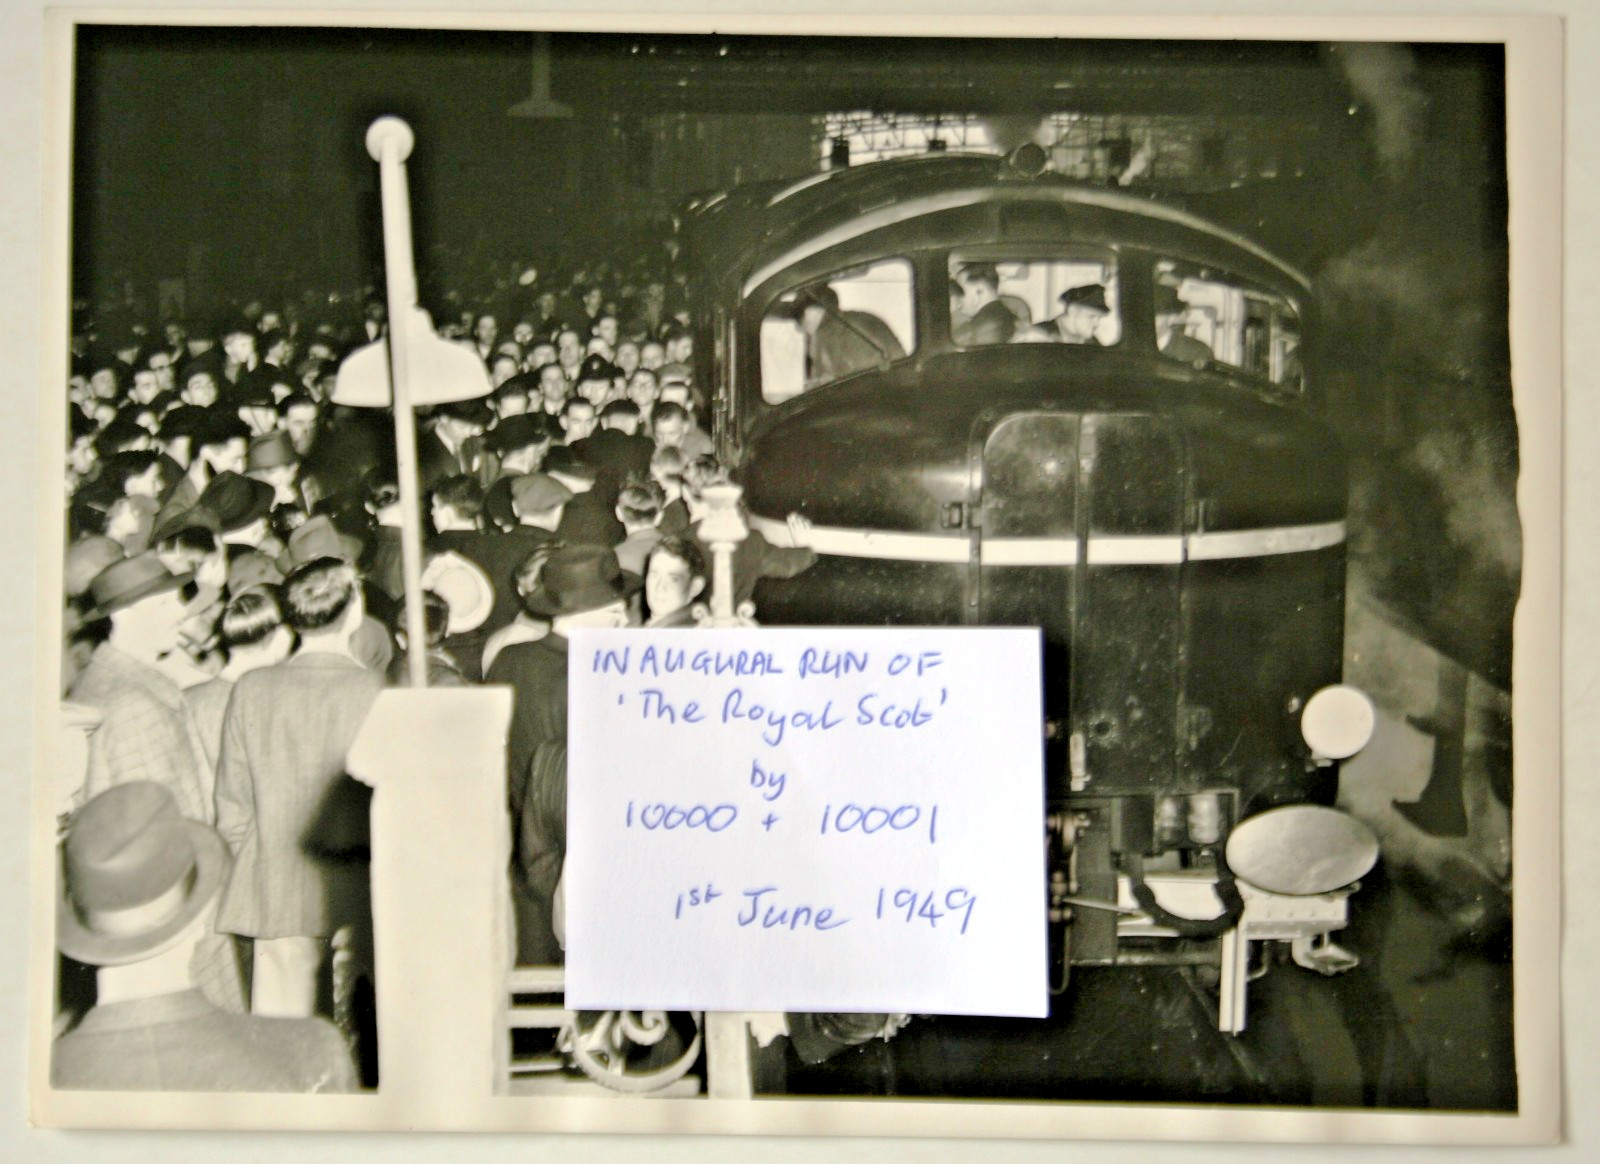 INAUGURAL RUN OF
'The Royal Scot'
by
10000 + 10001
1st June 1949